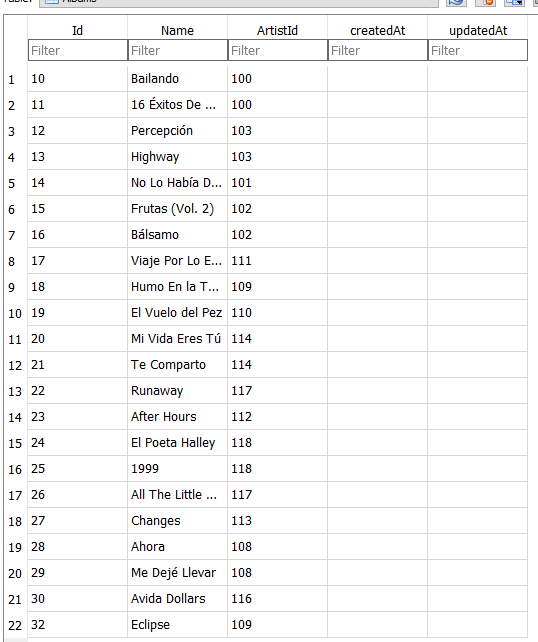 Table: Albums
Id Name ArtistId createdAt updatedAt
Filter Filter Filter Filter Filter
1 10 Bailando 100
2 11 16 Éxitos De ... 100
3 12 Percepción 103
4 13 Highway 103
5 14 No Lo Había D... 101
6 15 Frutas (Vol. 2) 102
7 16 Bálsamo 102
8 17 Viaje Por Lo E... 111
9 18 Humo En la T... 109
10 19 El Vuelo del Pez 110
11 20 Mi Vida Eres Tú 114
12 21 Te Comparto 114
13 22 Runaway 117
14 23 After Hours 112
15 24 El Poeta Halley 118
16 25 1999 118
17 26 All The Little ... 117
18 27 Changes 113
19 28 Ahora 108
20 29 Me Dejé Llevar 108
21 30 Avida Dollars 116
22 32 Eclipse 109